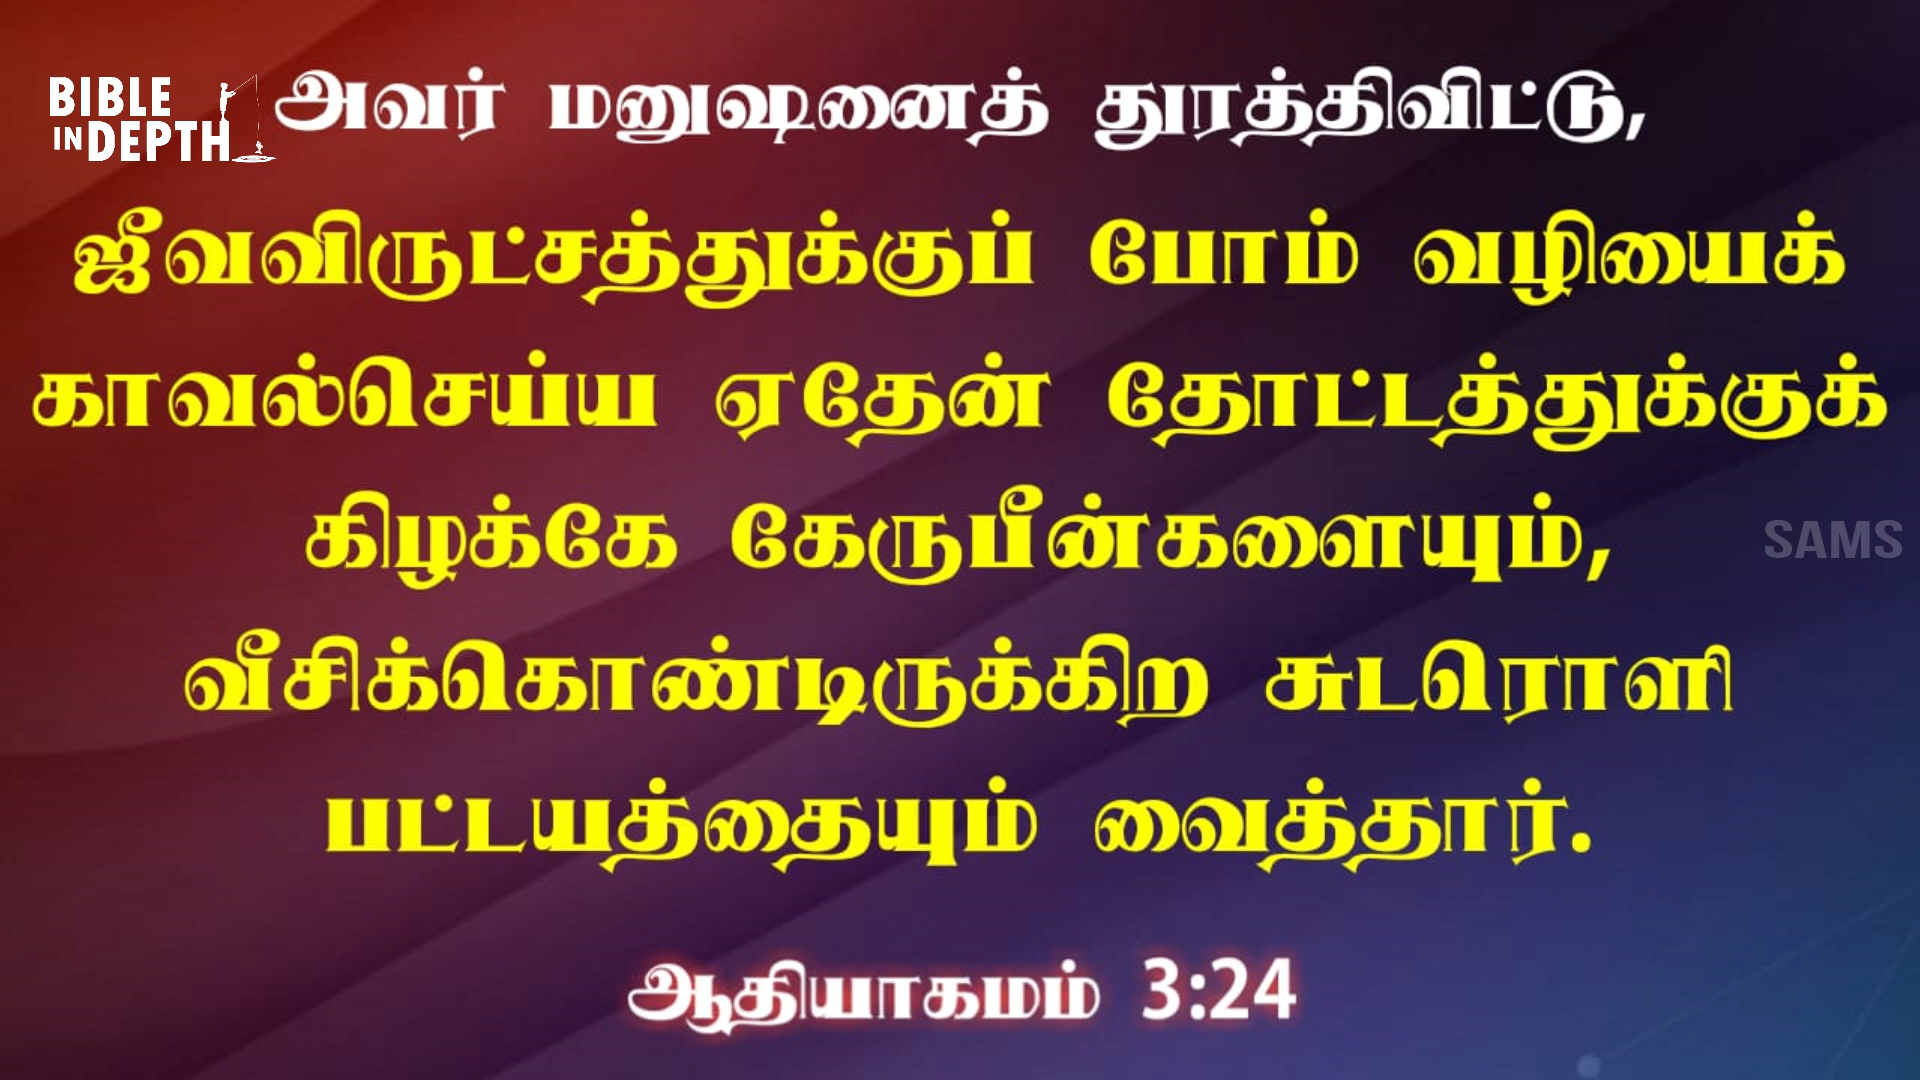 BIBLE
IN DEPTH
அவர் மனுஷனைத் துரத்திவிட்டு,
ஜீவவிருட்சத்துக்குப் போம் வழியைக்
காவல்செய்ய ஏதேன் தோட்டத்துக்குக்
கிழக்கே கேருபீன்களையும்,
SAMS
வீசிக்கொண்டிருக்கிற சுடரொளி
பட்டயத்தையும் வைத்தார்.
ஆதியாகமம் 3:24